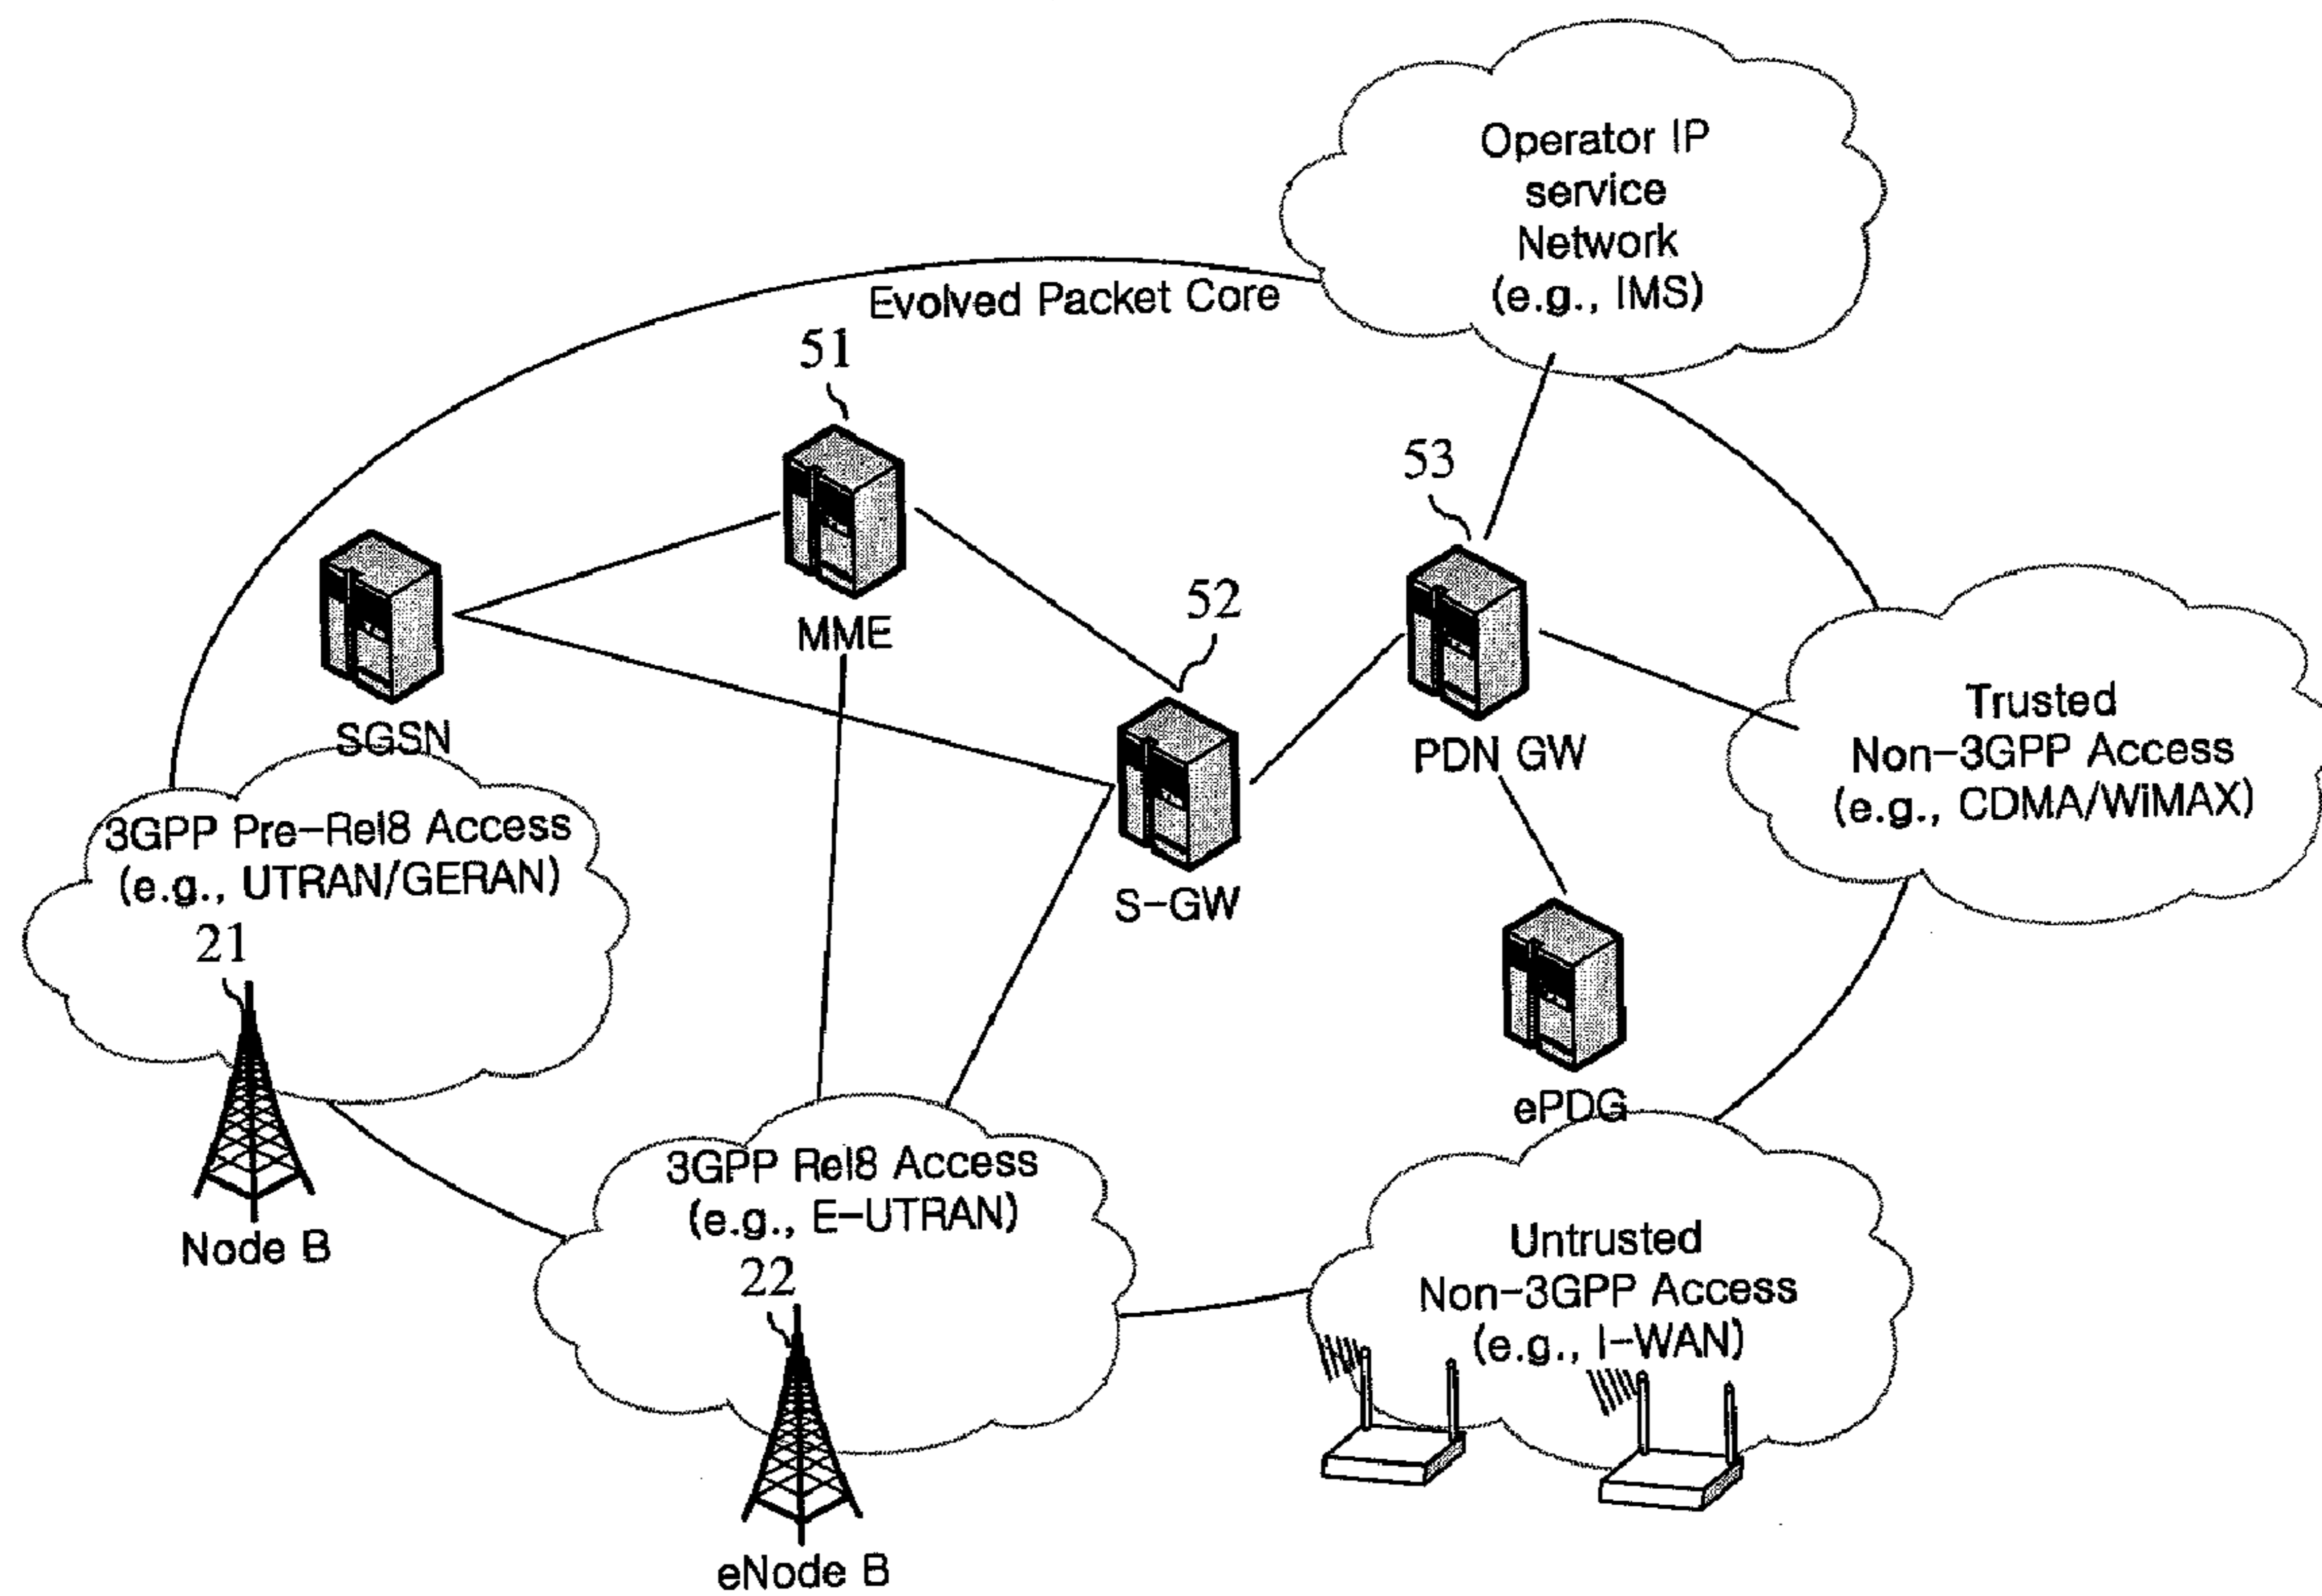 Operator IP
service
Network
(e.g., IMS)
Evolved Packet Core
51
53
52
MME
SGSN
PDN GW
Trusted
Non-3GPP Access
(e.g., CDMA/WiMAX)
3GPP Pre-Rel8 Access
(e.g., UTRAN/GERAN)
21
S-GW
ePDG
3GPP Rel8 Access
(e.g., E-UTRAN)
22
Node B
Untrusted
Non-3GPP Access
(e.g., I-WAN)
eNode B